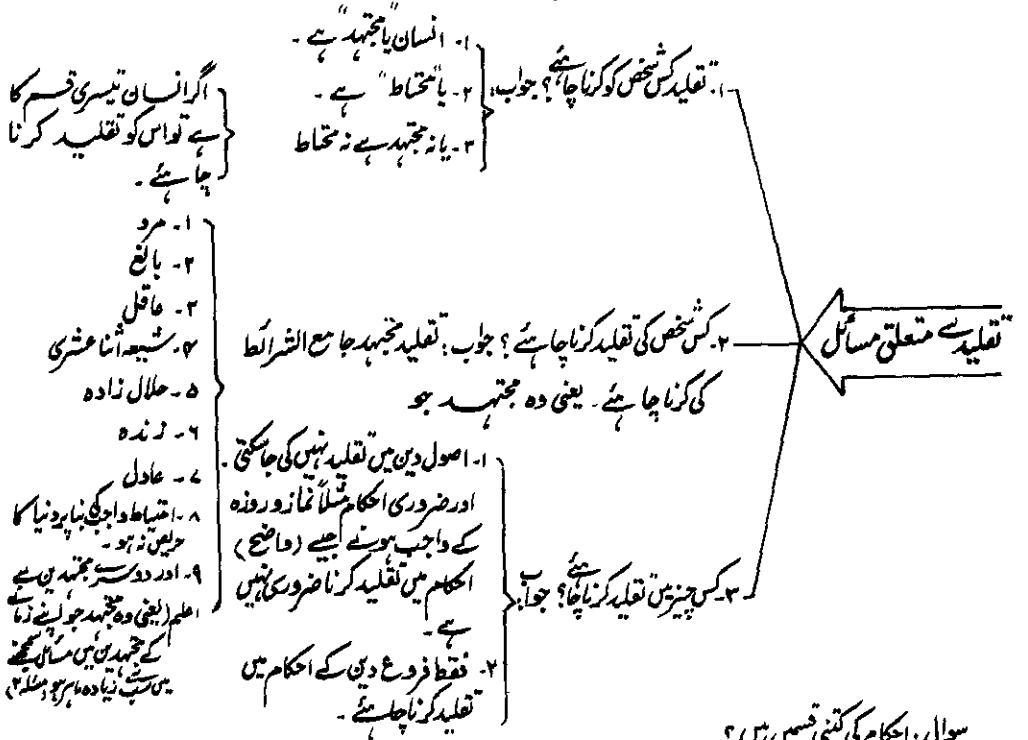 "تقلید" سے متعلق مسائل
۱۔ تقلید کس شخص کو کرنا چاہئے؟ جواب:
۱۔ انسان یا "مجتہد" ہے۔
۲۔ یا "محتاط" ہے۔
۳۔ یا نہ مجتہد ہے نہ محتاط
اگر انسان تیسری قسم کا
ہے تو اس کو تقلید کرنا
چاہئے۔
۲۔ کس شخص کی تقلید کرنا چاہئے؟ جواب: تقلید مجتہد جامع الشرائط
کی کرنا چاہئے۔ یعنی وہ مجتہد جو
۱۔ مرد
۲۔ بالغ
۳۔ عاقل
۴۔ شیعہ اثنا عشری
۵۔ حلال زادہ
۶۔ زندہ
۷۔ عادل
۸۔ احتیاط واجب کی بنا پر دنیا کا
حریص نہ ہو۔
۹۔ اور دوسرے مجتہدین سے
اعلم (یعنی وہ مجتہد جو اپنے زمانے
کے مجتہدین میں مسائل سمجھنے
میں سب سے زیادہ ماہر ہو (مسئلہ ۲)
۳۔ کس چیز میں تقلید کرنا چاہئے؟ جواب:
۱۔ اصول دین میں تقلید نہیں کی جا سکتی۔
اور ضروری احکام مثلاً نماز و روزہ
کے واجب ہونے جیسے (واضح)
احکام میں تقلید کرنا ضروری نہیں
ہے۔
۲۔ فقط فروع دین کے احکام میں
تقلید کرنا چاہئے۔
سوال: احکام کی کتنی قسمیں ہیں؟